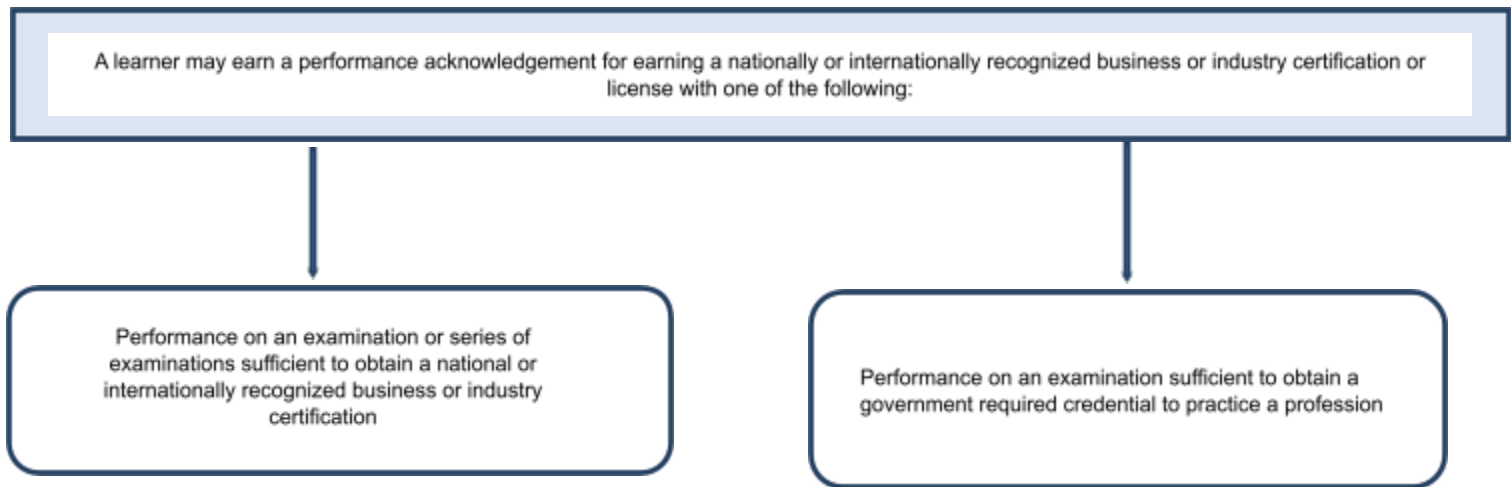 A learner may earn a performance acknowledgement for earning a nationally or internationally recognized business or industry certification or
license with one of the following:
Performance on an examination or series of
examinations sufficient to obtain a national or
internationally recognized business or industry
certification
Performance on an examination sufficient to obtain a
government required credential to practice a profession